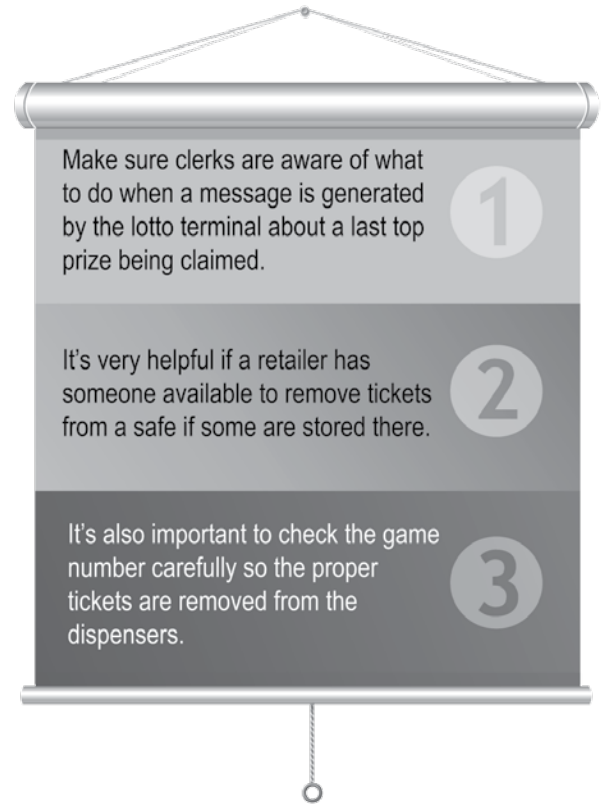 Make sure clerks are aware of what
to do when a message is generated
by the lotto terminal about a last top
prize being claimed.
1
It's very helpful if a retailer has
someone available to remove tickets
from a safe if some are stored there.
2
It's also important to check the game
number carefully so the proper
tickets are removed from the
dispensers.
3